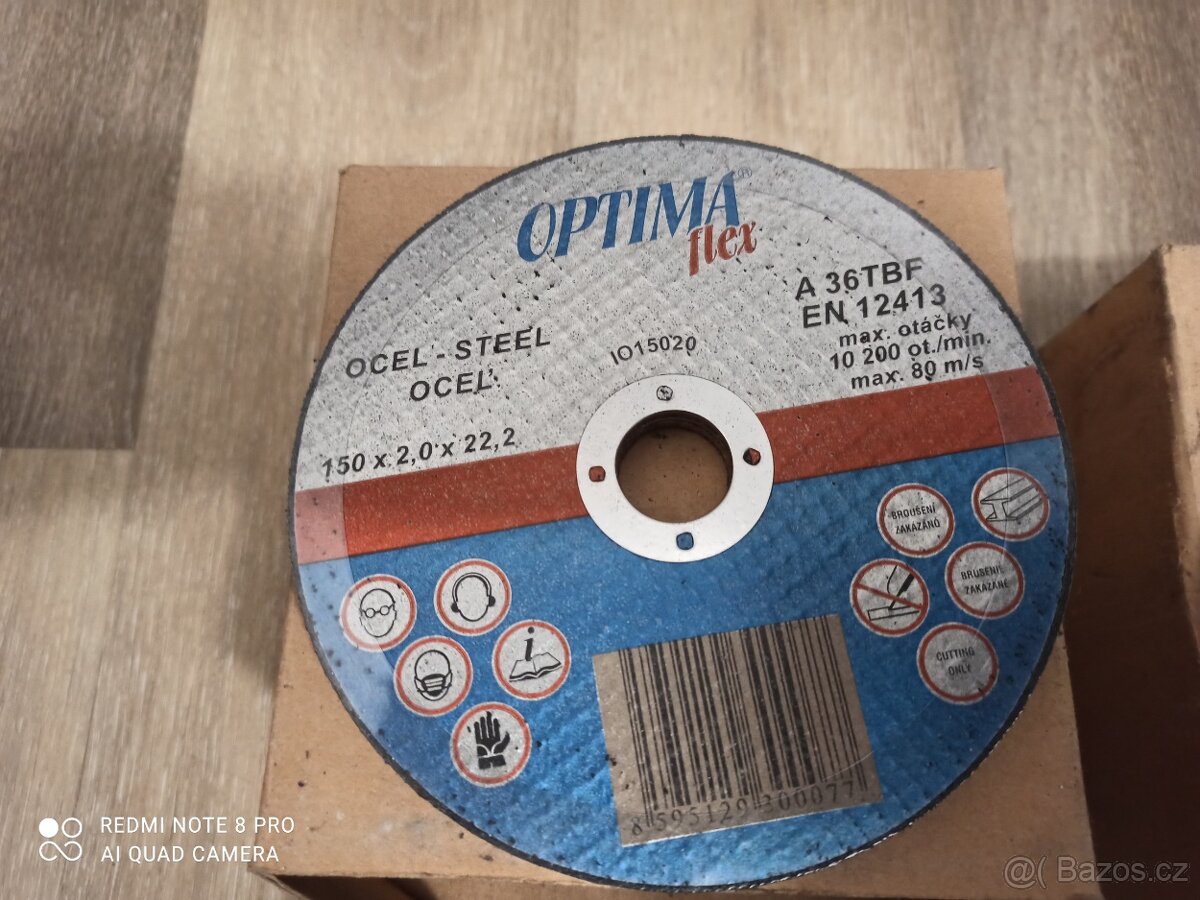 OPTIMA®
flex
A 36TBF
EN 12413
max. otáčky
10 200 ot./min.
max. 80 m/s
OCEL - STEEL
OCEĽ
IO15020
150 x 2,0 x 22,2
BROUŠENÍ
ZAKÁZÁNO
BRUSENIE
ZAKÁZANÉ
CUTTING
ONLY
i
8 595129 300077
REDMI NOTE 8 PRO
AI QUAD CAMERA
Bazos.cz